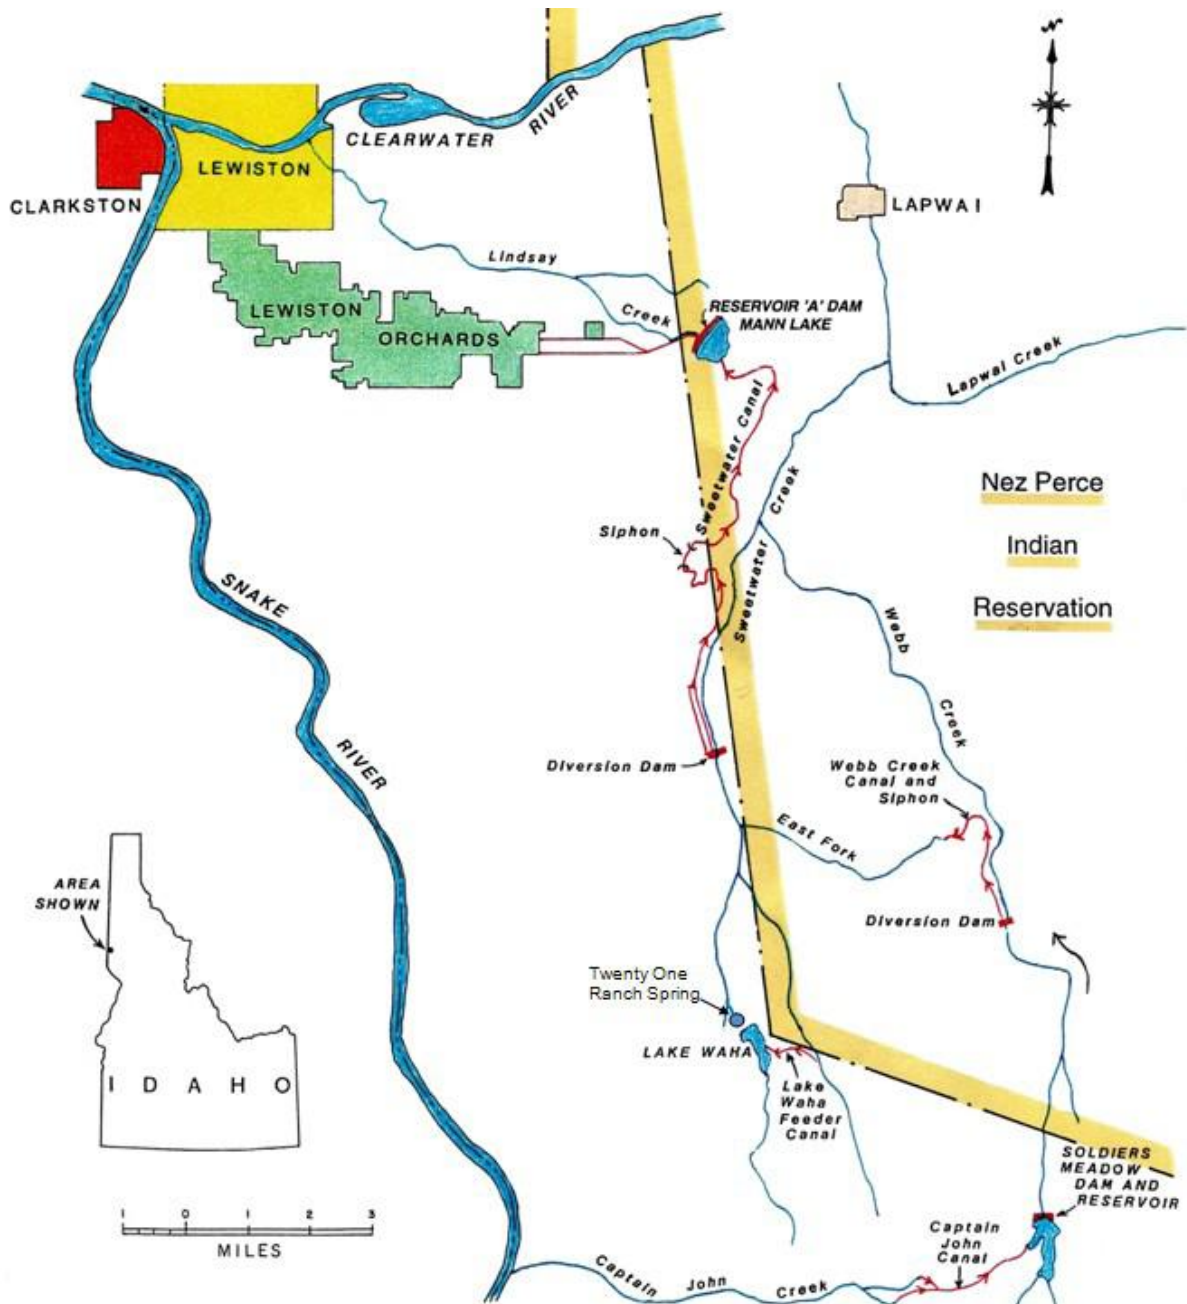 N
RIVER
CLEARWATER
LEWISTON
CLARKSTON
LAPWAI
Lindsay
Creek
RESERVOIR 'A' DAM
MANN LAKE
LEWISTON
ORCHARDS
Lapwai Creek
Sweetwater Canal
Creek
Nez Perce
Siphon
Indian
Sweetwater
SNAKE
Reservation
Webb
Creek
RIVER
Diversion Dam
Webb Creek
Canal and
Siphon
East Fork
AREA
SHOWN
Diversion Dam
Twenty One
Ranch Spring
LAKE WAHA
IDAHO
Lake
Waha
Feeder
Canal
SOLDIERS
MEADOW
DAM AND
RESERVOIR
1 0 1 2 3
MILES
Captain
John
Canal
Captain John Creek